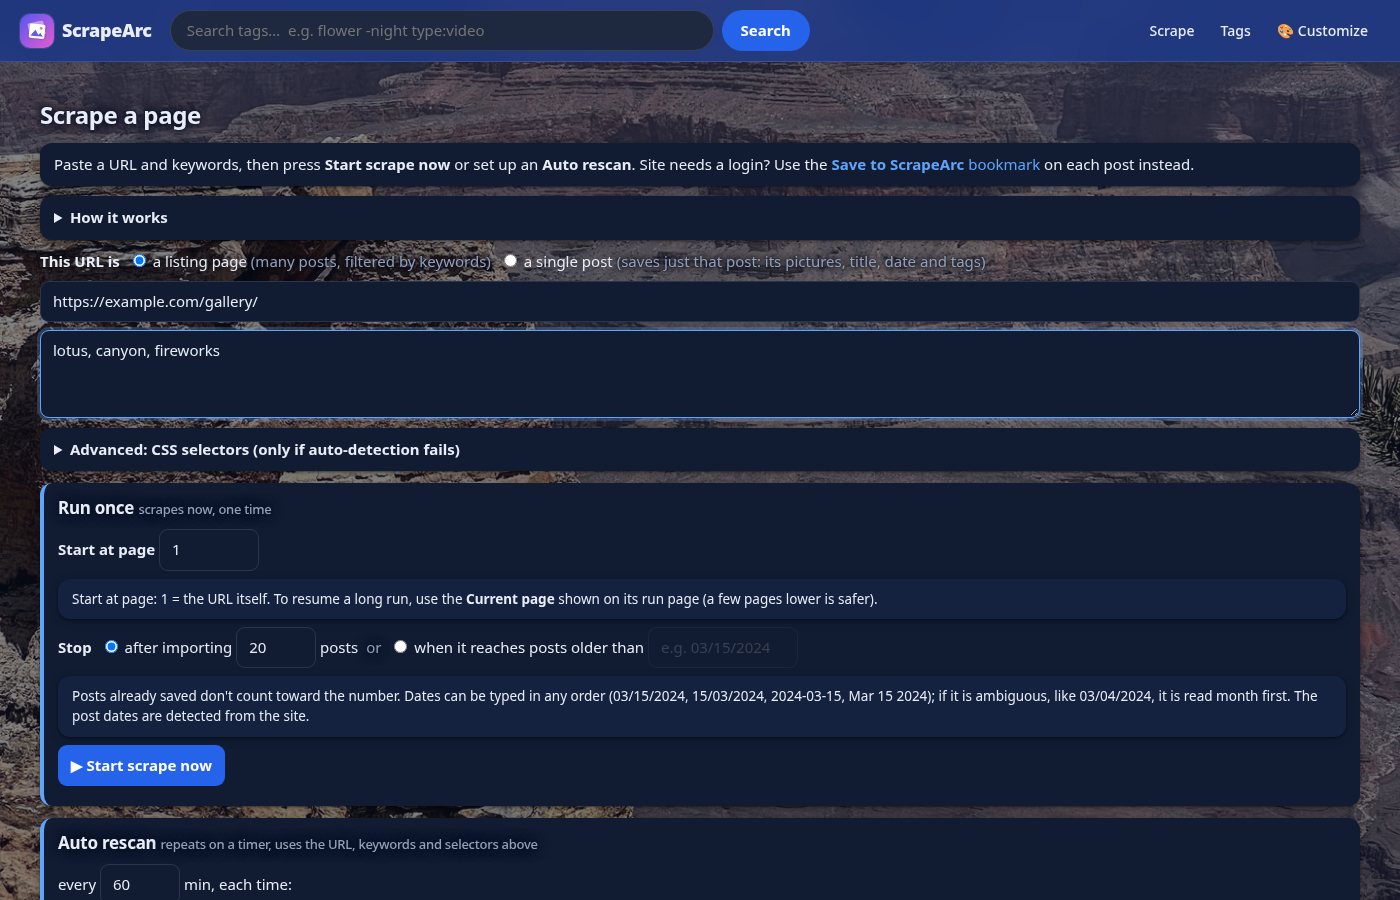 ScrapeArc
Search tags... e.g. flower -night type:video
Search
Scrape
Tags
🎨 Customize
Scrape a page
Paste a URL and keywords, then press Start scrape now or set up an Auto rescan. Site needs a login? Use the Save to ScrapeArc bookmark on each post instead.
▶ How it works
This URL is a listing page (many posts, filtered by keywords) a single post (saves just that post: its pictures, title, date and tags)
https://example.com/gallery/
lotus, canyon, fireworks
▶ Advanced: CSS selectors (only if auto-detection fails)
Run once scrapes now, one time
Start at page 1
Start at page: 1 = the URL itself. To resume a long run, use the Current page shown on its run page (a few pages lower is safer).
Stop after importing 20 posts or when it reaches posts older than e.g. 03/15/2024
Posts already saved don't count toward the number. Dates can be typed in any order (03/15/2024, 15/03/2024, 2024-03-15, Mar 15 2024); if it is ambiguous, like 03/04/2024, it is read month first. The
post dates are detected from the site.
▶ Start scrape now
Auto rescan repeats on a timer, uses the URL, keywords and selectors above
every 60 min, each time: